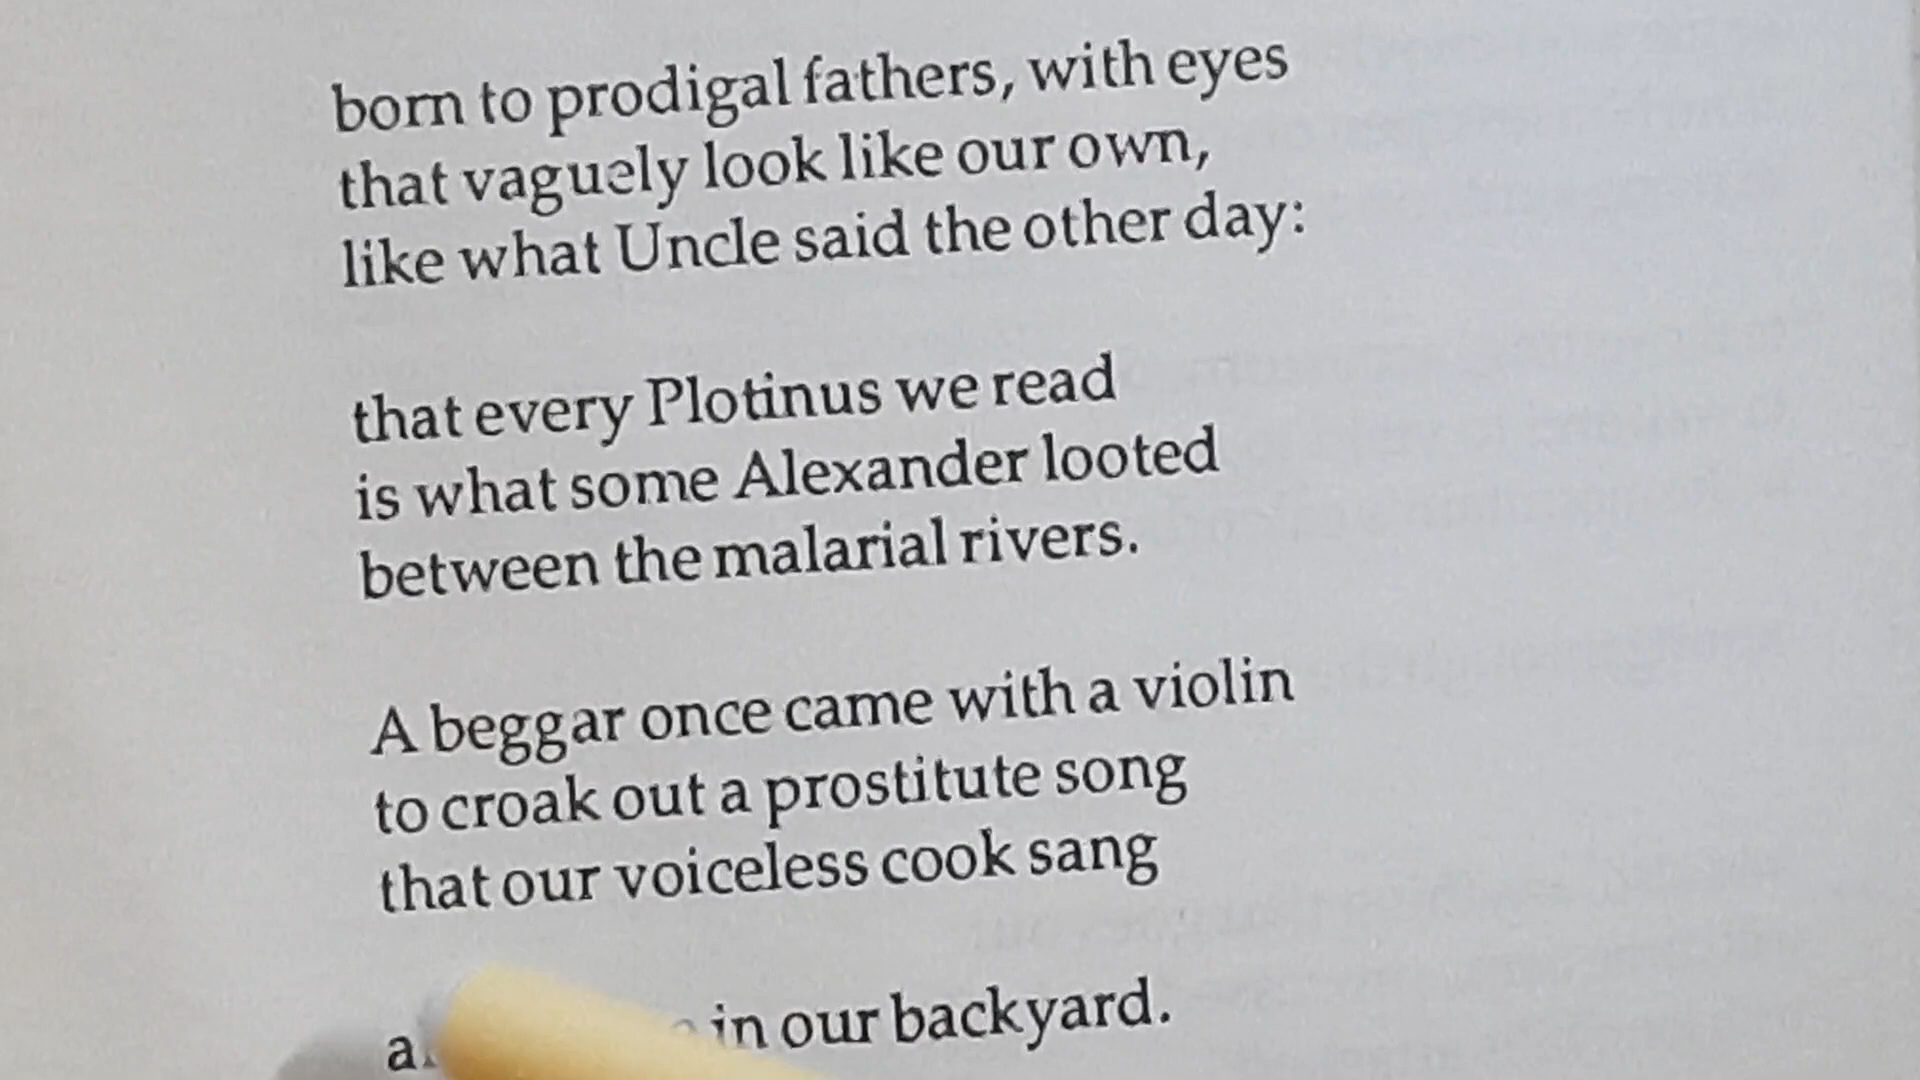 born to prodigal fathers, with eyes
that vaguely look like our own,
like what Uncle said the other day:
that every Plotinus we read
is what some Alexander looted
between the malarial rivers.
A beggar once came with a violin
to croak out a prostitute song
that our voiceless cook sang
in our backyard.